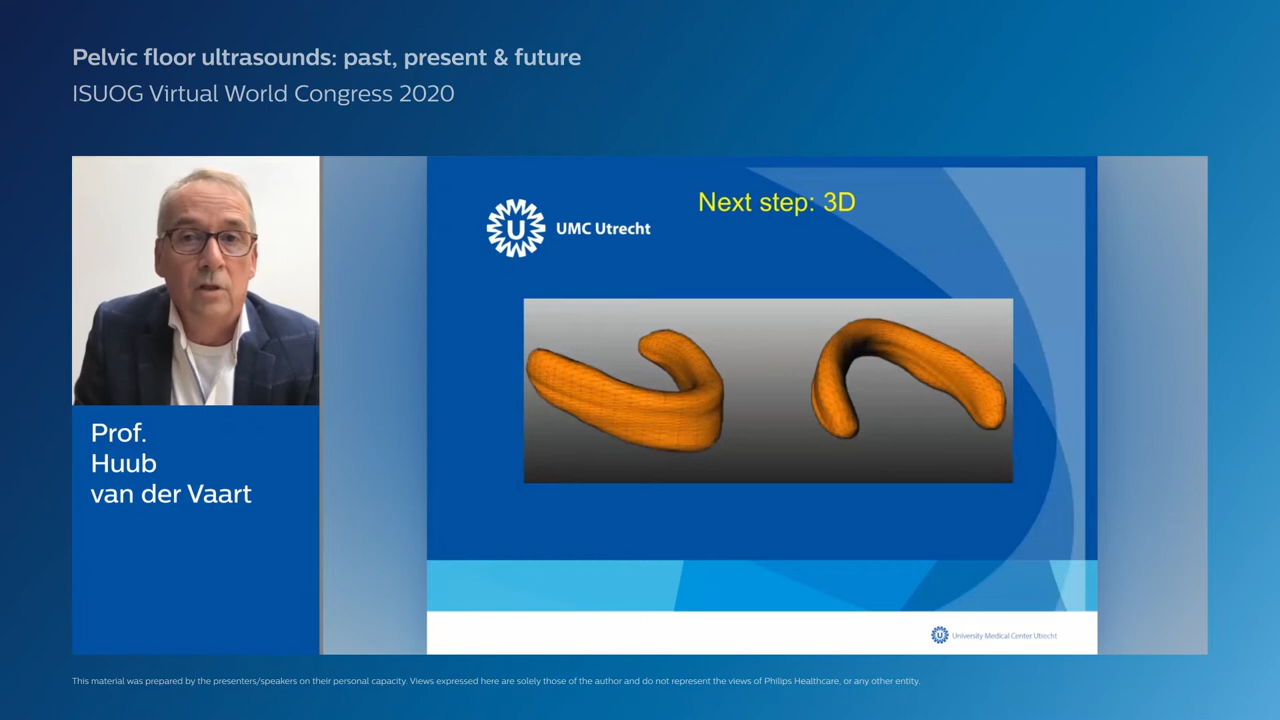 Pelvic floor ultrasounds: past, present & future
ISUOG Virtual World Congress 2020
Next step: 3D
U UMC Utrecht
Prof.
Huub
van der Vaart
U University Medical Center Utrecht
This material was prepared by the presenters/speakers on their personal capacity. Views expressed here are solely those of the author and do not represent the views of Philips Healthcare, or any other entity.